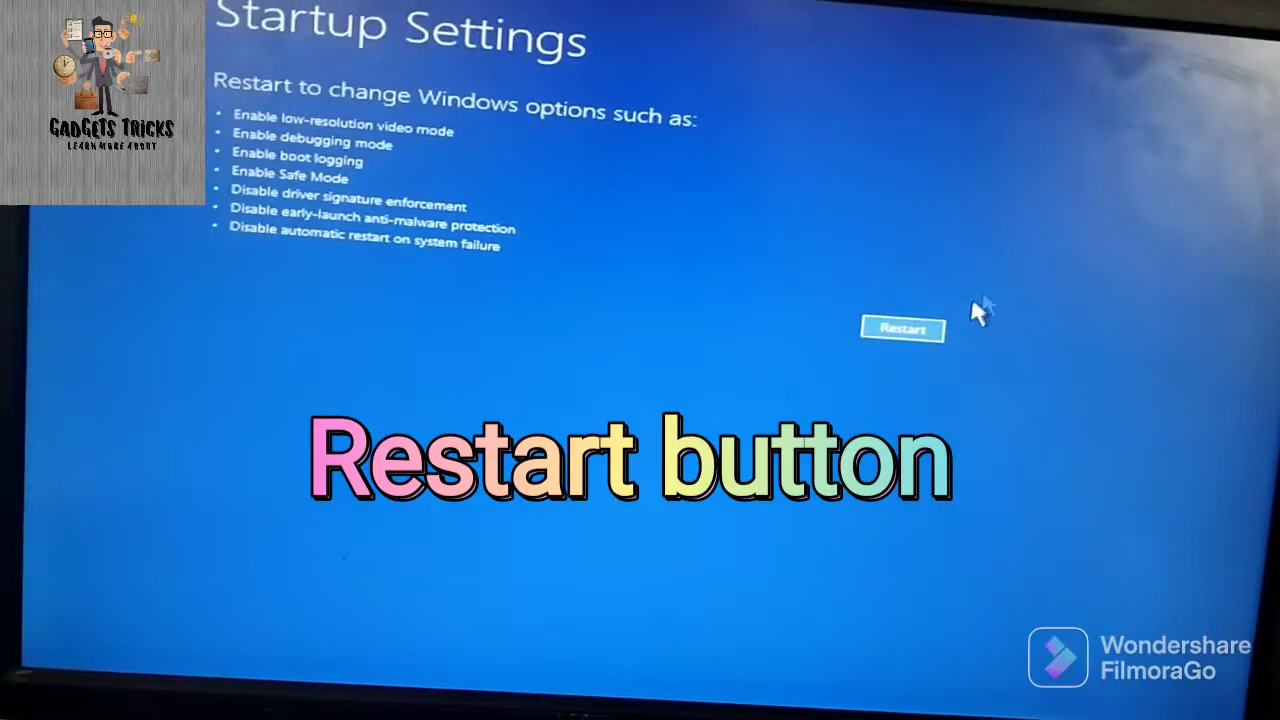 GADGETS TRICKS
LEARN MORE ABOUT
Startup Settings
Restart to change Windows options such as:
• Enable low-resolution video mode
• Enable debugging mode
• Enable boot logging
• Enable Safe Mode
• Disable driver signature enforcement
• Disable early-launch anti-malware protection
• Disable automatic restart on system failure
Restart
Restart button
Wondershare
FilmoraGo